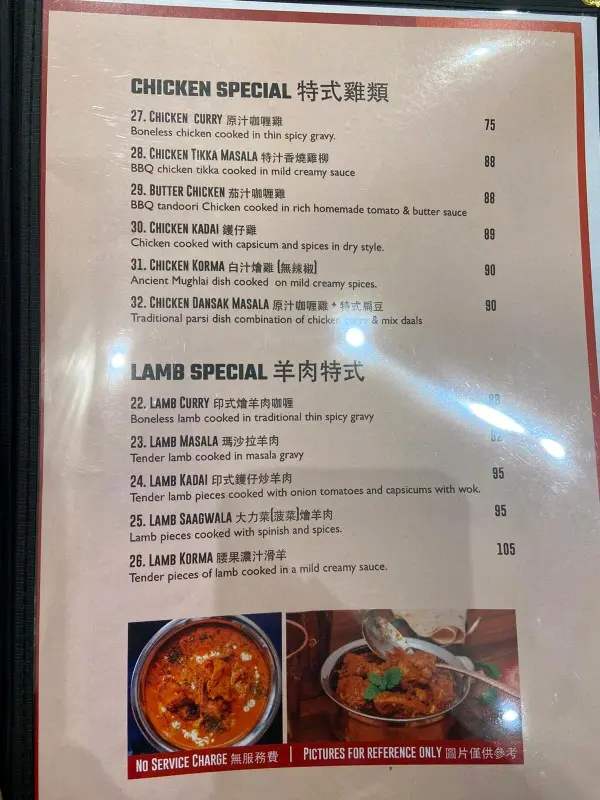 CHICKEN SPECIAL 特式雞類
27. CHICKEN CURRY 原汁咖喱雞 75
Boneless chicken cooked in thin spicy gravy.
28. CHICKEN TIKKA MASALA 特汁香燒雞柳 88
BBQ chicken tikka cooked in mild creamy sauce
29. BUTTER CHICKEN 茄汁咖喱雞 88
BBQ tandoori Chicken cooked in rich homemade tomato & butter sauce
30. CHICKEN KADAI 鑊仔雞 89
Chicken cooked with capsicum and spices in dry style.
31. CHICKEN KORMA 白汁燴雞 (無辣椒) 90
Ancient Mughlai dish cooked on mild creamy spices.
32. CHICKEN DANSAK MASALA 原汁咖喱雞 + 特式扁豆 90
Traditional parsi dish combination of chicken curry & mix daals
LAMB SPECIAL 羊肉特式
22. LAMB CURRY 印式燴羊肉咖喱
Boneless lamb cooked in traditional thin spicy gravy
23. LAMB MASALA 瑪沙拉羊肉 92
Tender lamb cooked in masala gravy
24. LAMB KADAI 印式鑊仔炒羊肉 95
Tender lamb pieces cooked with onion tomatoes and capsicums with wok.
25. LAMB SAAGWALA 大力菜(菠菜)燴羊肉 95
Lamb pieces cooked with spinish and spices.
26. LAMB KORMA 腰果濃汁滑羊 105
Tender pieces of lamb cooked in a mild creamy sauce.
NO SERVICE CHARGE 無服務費 | PICTURES FOR REFERENCE ONLY 圖片僅供參考